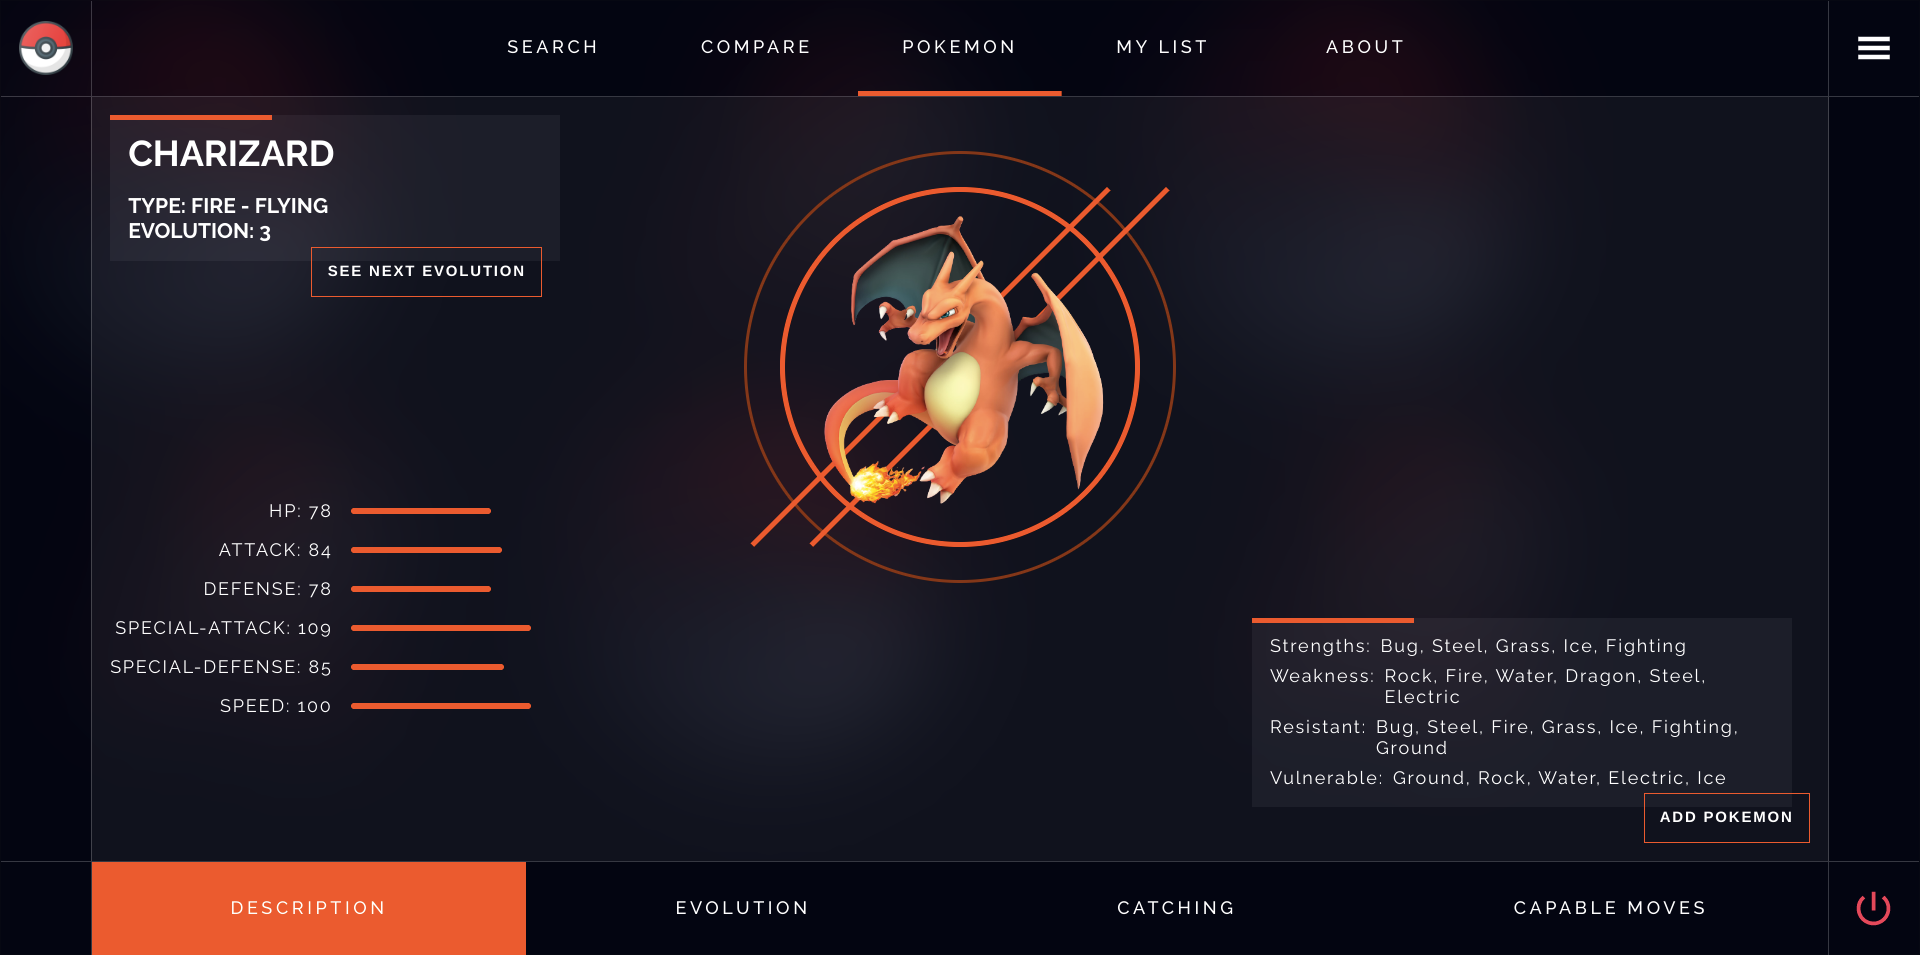 SEARCH
COMPARE
POKEMON
MY LIST
ABOUT
CHARIZARD
TYPE: FIRE - FLYING
EVOLUTION: 3
SEE NEXT EVOLUTION
HP: 78
ATTACK: 84
DEFENSE: 78
SPECIAL-ATTACK: 109
SPECIAL-DEFENSE: 85
SPEED: 100
Strengths: Bug, Steel, Grass, Ice, Fighting
Weakness: Rock, Fire, Water, Dragon, Steel,
Electric
Resistant: Bug, Steel, Fire, Grass, Ice, Fighting,
Ground
Vulnerable: Ground, Rock, Water, Electric, Ice
ADD POKEMON
DESCRIPTION
EVOLUTION
CATCHING
CAPABLE MOVES